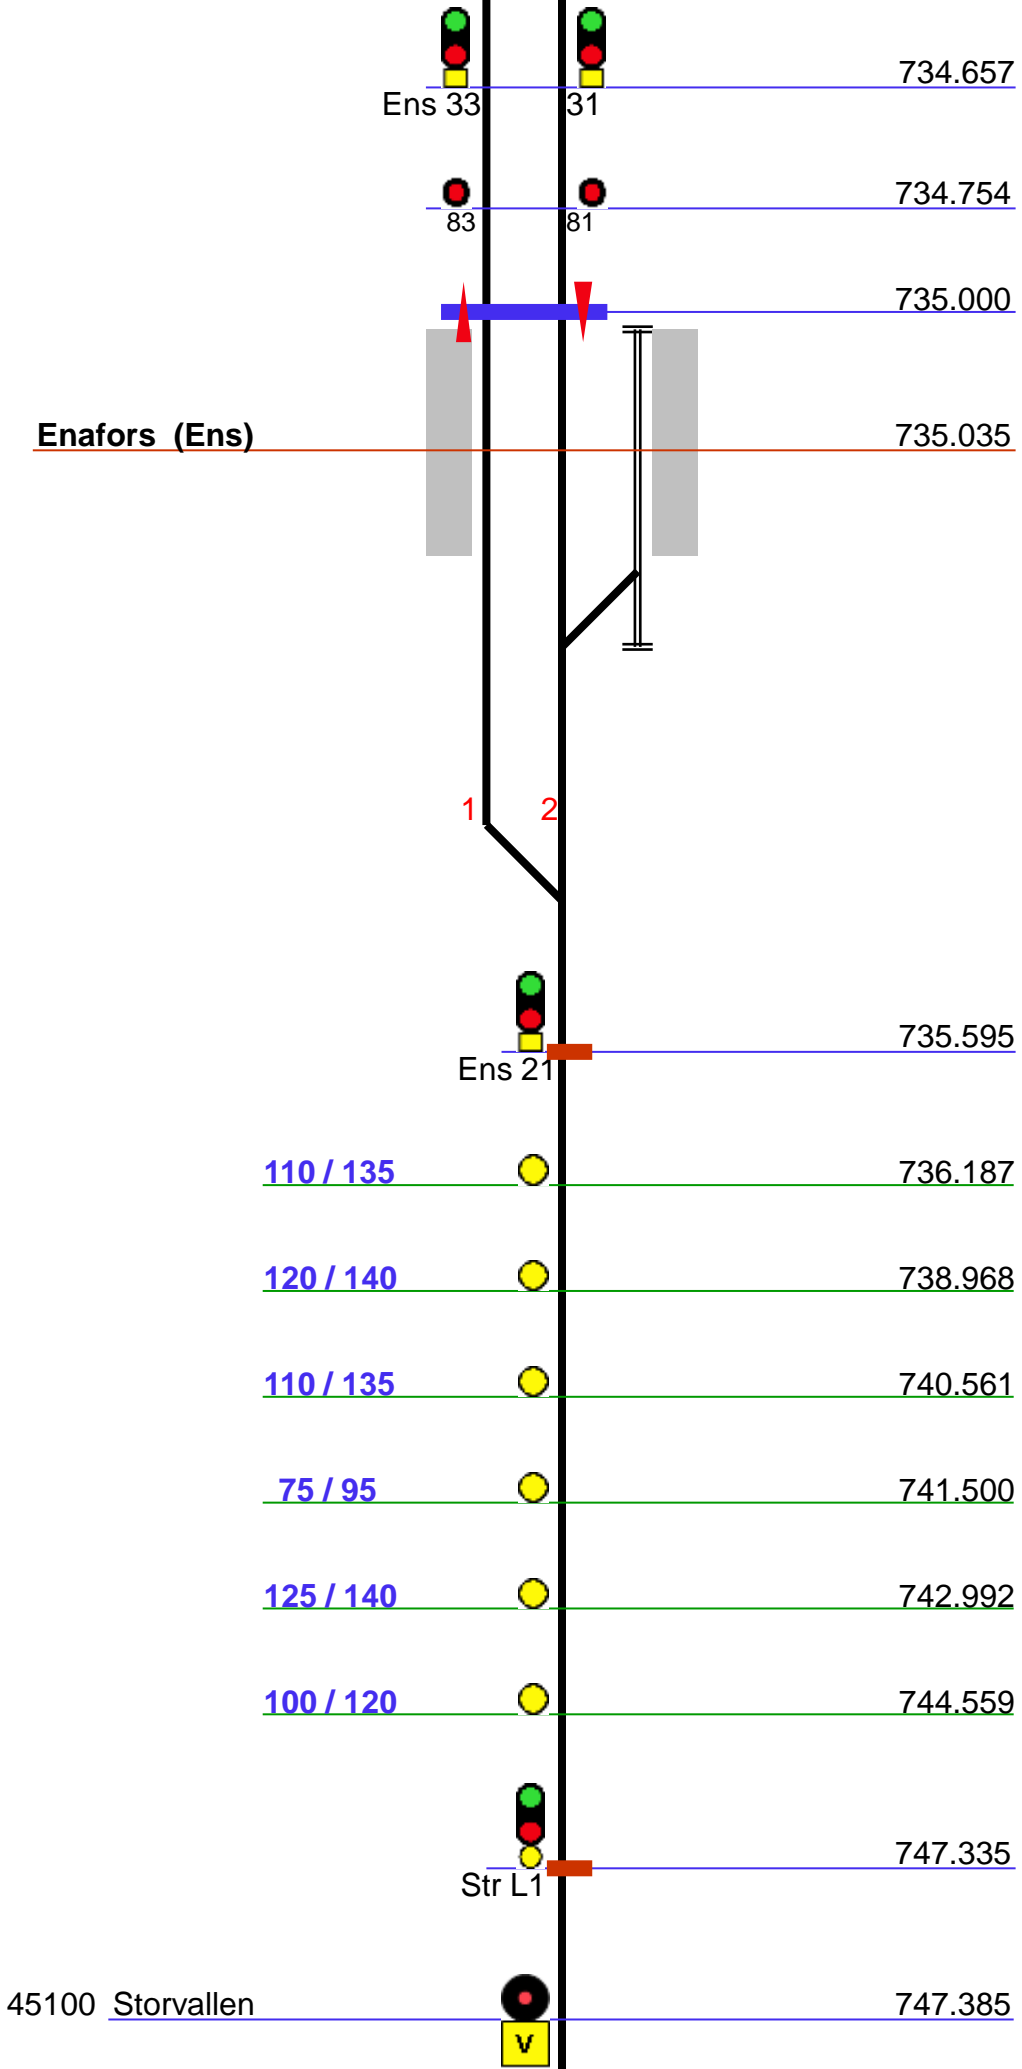 734.657
Ens 33 31
734.754
83 81
735.000
Enafors (Ens) 735.035
1 2
735.595
Ens 21
110 / 135 736.187
120 / 140 738.968
110 / 135 740.561
75 / 95 741.500
125 / 140 742.992
100 / 120 744.559
747.335
Str L1
45100 Storvallen 747.385
V